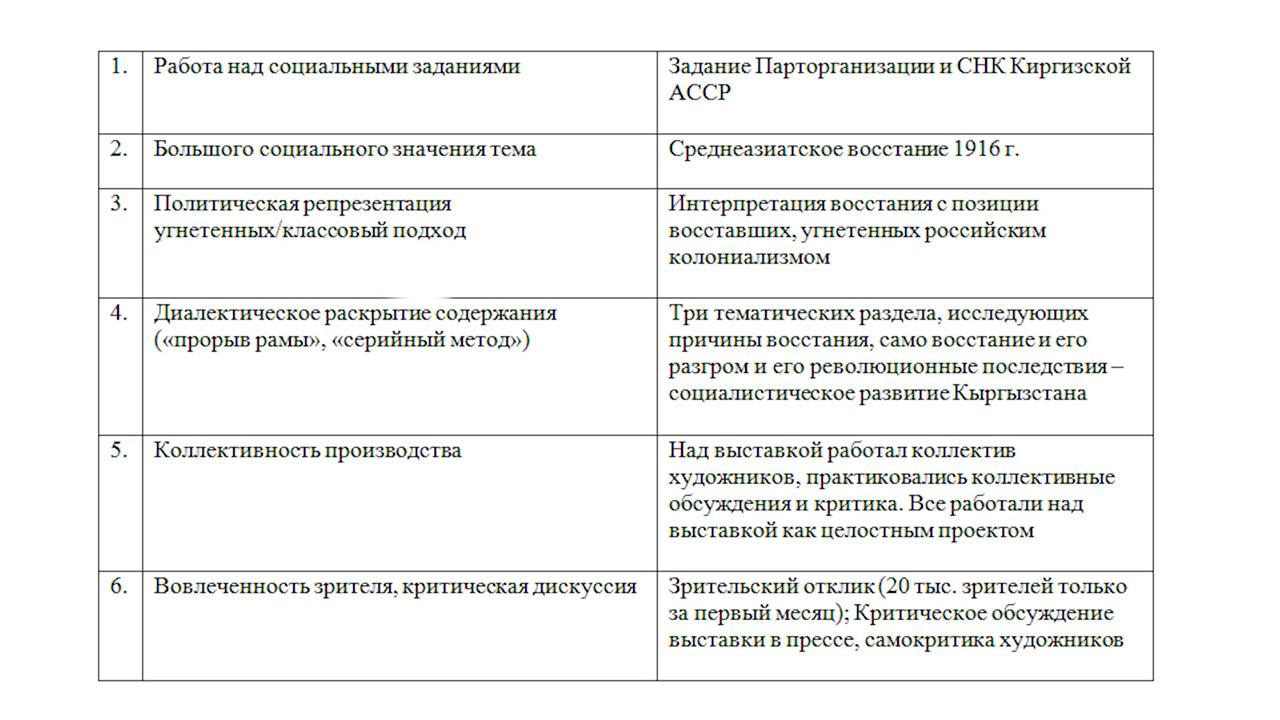 1. Работа над социальными заданиями
Задание Парторганизации и СНК Киргизской
АССР
2. Большого социального значения тема
Среднеазиатское восстание 1916 г.
3. Политическая репрезентация
угнетенных/классовый подход
Интерпретация восстания с позиции
восставших, угнетенных российским
колониализмом
4. Диалектическое раскрытие содержания
(«прорыв рамы», «серийный метод»)
Три тематических раздела, исследующих
причины восстания, само восстание и его
разгром и его революционные последствия –
социалистическое развитие Кыргызстана
5. Коллективность производства
Над выставкой работал коллектив
художников, практиковались коллективные
обсуждения и критика. Все работали над
выставкой как целостным проектом
6. Вовлеченность зрителя, критическая дискуссия
Зрительский отклик (20 тыс. зрителей только
за первый месяц); Критическое обсуждение
выставки в прессе, самокритика художников